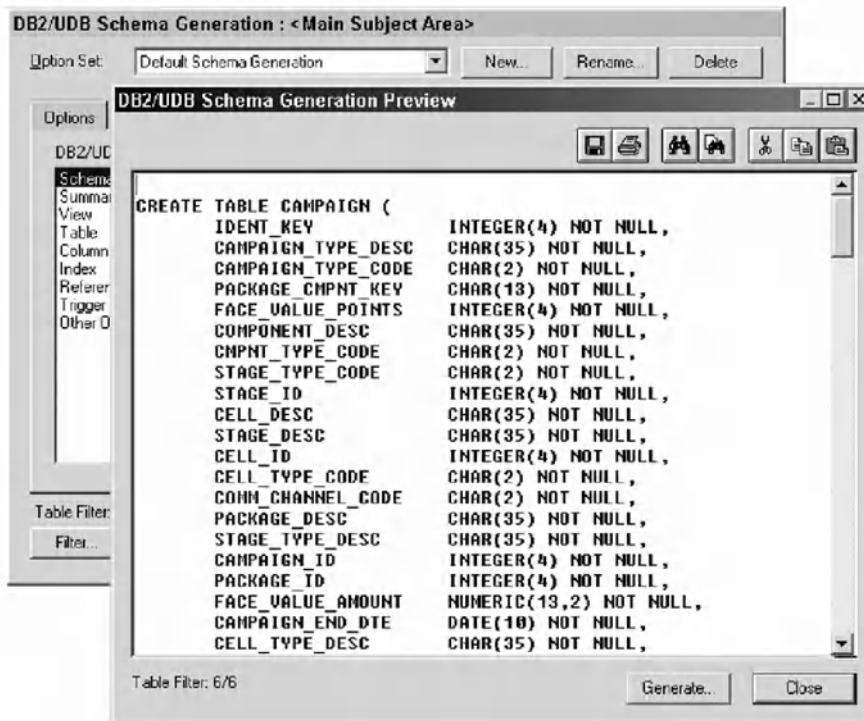 DB2/UDB Schema Generation : <Main Subject Area>
Option Set: Default Schema Generation New... Rename... Delete
DB2/UDB Schema Generation Preview
Options
DB2/UD
Schema
Summar
View
Table
Column
Index
Referen
Trigger
Other O
CREATE TABLE CAMPAIGN (
IDENT_KEY INTEGER(4) NOT NULL,
CAMPAIGN_TYPE_DESC CHAR(35) NOT NULL,
CAMPAIGN_TYPE_CODE CHAR(2) NOT NULL,
PACKAGE_CMPNT_KEY CHAR(13) NOT NULL,
FACE_VALUE_POINTS INTEGER(4) NOT NULL,
COMPONENT_DESC CHAR(35) NOT NULL,
CMPNT_TYPE_CODE CHAR(2) NOT NULL,
STAGE_TYPE_CODE CHAR(2) NOT NULL,
STAGE_ID INTEGER(4) NOT NULL,
CELL_DESC CHAR(35) NOT NULL,
STAGE_DESC CHAR(35) NOT NULL,
CELL_ID INTEGER(4) NOT NULL,
CELL_TYPE_CODE CHAR(2) NOT NULL,
COMM_CHANNEL_CODE CHAR(2) NOT NULL,
PACKAGE_DESC CHAR(35) NOT NULL,
STAGE_TYPE_DESC CHAR(35) NOT NULL,
CAMPAIGN_ID INTEGER(4) NOT NULL,
PACKAGE_ID INTEGER(4) NOT NULL,
FACE_VALUE_AMOUNT NUMERIC(13,2) NOT NULL,
CAMPAIGN_END_DTE DATE(10) NOT NULL,
CELL_TYPE_DESC CHAR(35) NOT NULL,
Table Filter:
Filter...
Table Filter: 6/6
Generate... Close